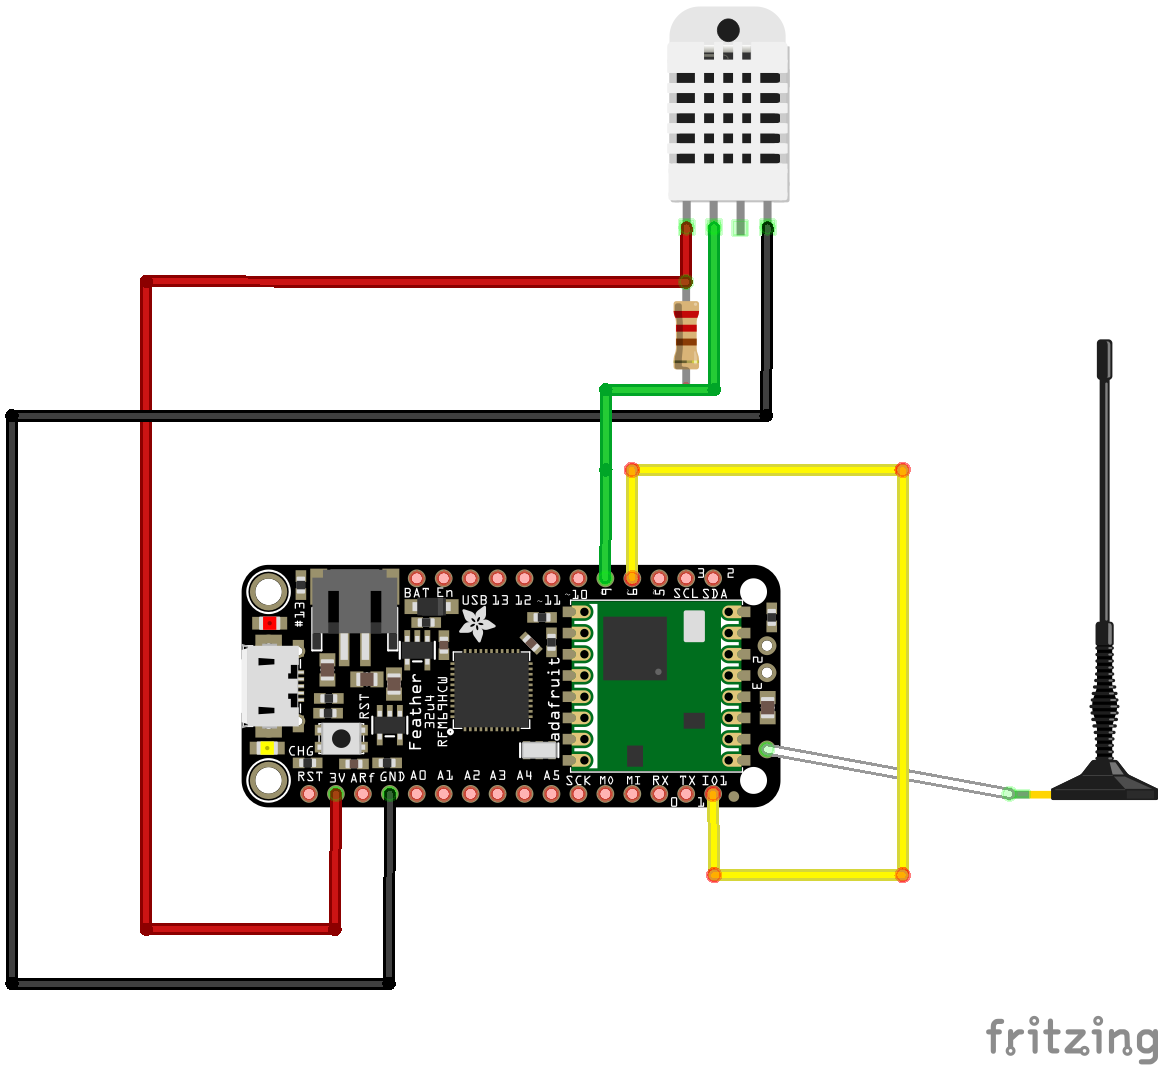 BAT En USB 13 12 ~11 ~10 9 6 5 SCL SDA
3 2
#13
RST
Feather
32u4
RFM69HCW
adafruit
2
3
CHG
RST 3V ARf GND A0 A1 A2 A3 A4 A5 SCK MO MI RX TX IO1
0 1
fritzing